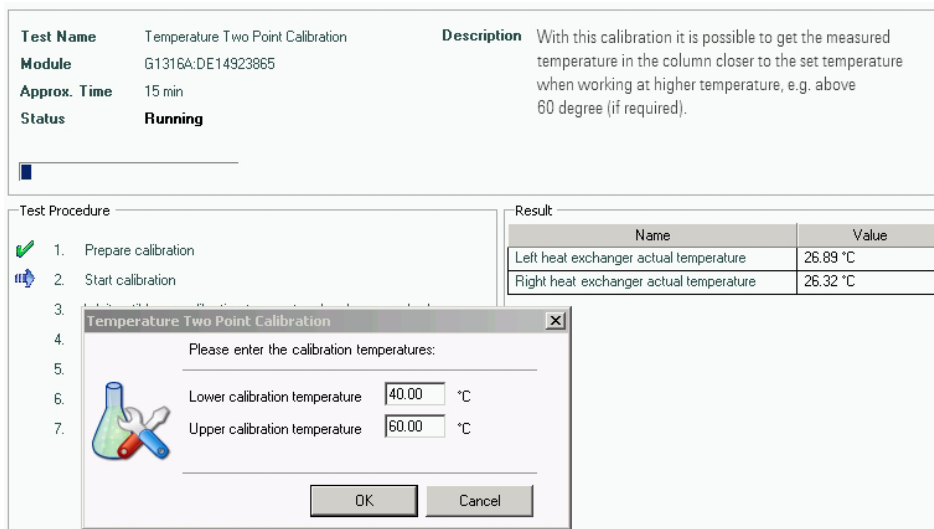 Test Name Temperature Two Point Calibration
Module G1316A:DE14923865
Approx. Time 15 min
Status Running
Description With this calibration it is possible to get the measured
temperature in the column closer to the set temperature
when working at higher temperature, e.g. above
60 degree (if required).
Test Procedure
1. Prepare calibration
2. Start calibration
3.
4.
5.
6.
7.
Result
Name Value
Left heat exchanger actual temperature 26.89 °C
Right heat exchanger actual temperature 26.32 °C
Temperature Two Point Calibration
Please enter the calibration temperatures:
Lower calibration temperature 40.00 °C
Upper calibration temperature 60.00 °C
OK Cancel